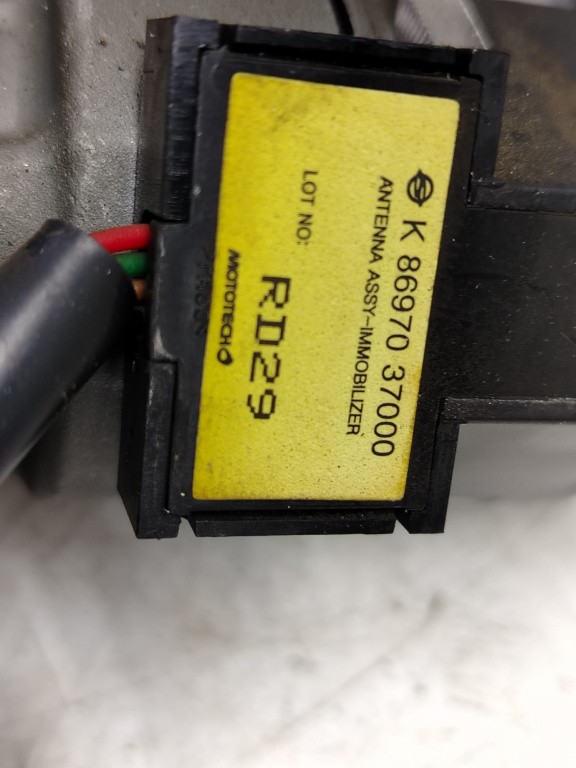 K 86970 37000
ANTENNA ASSY-IMMOBILIZER
LOT NO:
RD29
MOTOTECH